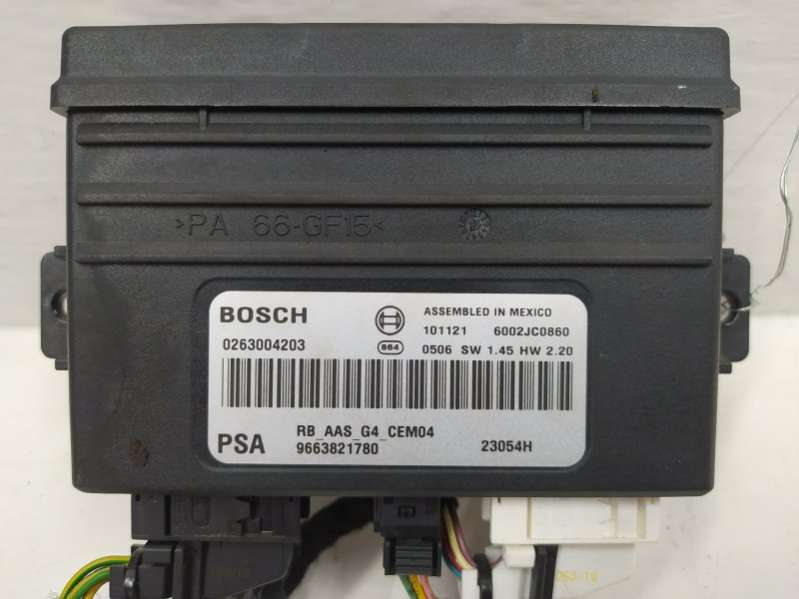 >PA 66-GF15<
BOSCH
ASSEMBLED IN MEXICO
101121 6002JC0860
0263004203
864 0506 SW 1.45 HW 2.20
RB_AAS_G4_CEM04
PSA 9663821780 23054H